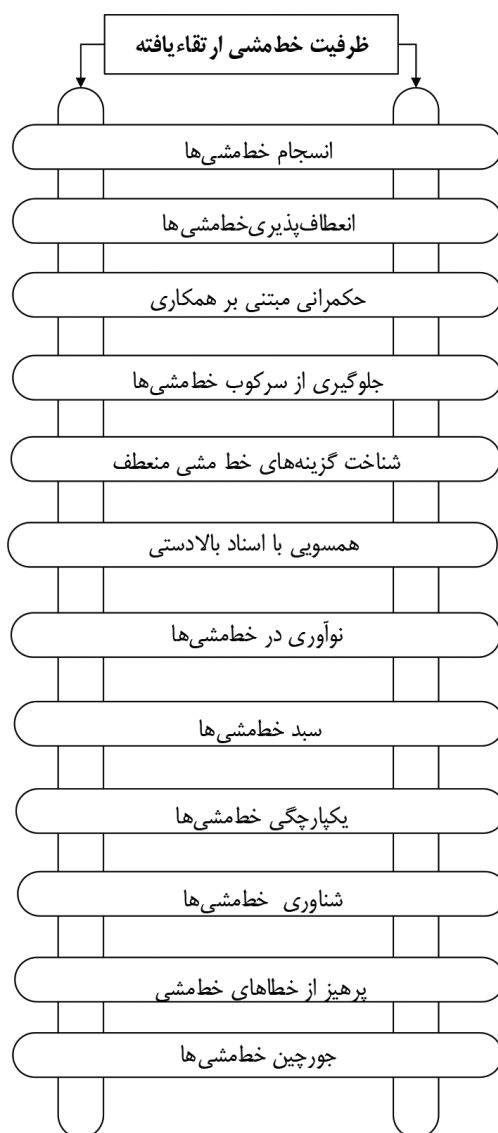 ظرفیت خط‌مشی ارتقاءیافته
انسجام خط‌مشی‌ها
انعطاف‌پذیری‌خط‌مشی‌ها
حکمرانی مبتنی بر همکاری
جلوگیری از سرکوب خط‌مشی‌ها
شناخت گزینه‌های خط مشی منعطف
همسویی با اسناد بالادستی
نوآوری در خط‌مشی‌ها
سبد خط‌مشی‌ها
یکپارچگی خط‌مشی‌ها
شناوری خط‌مشی‌ها
پرهیز از خطاهای خط‌مشی
جورچین خط‌مشی‌ها